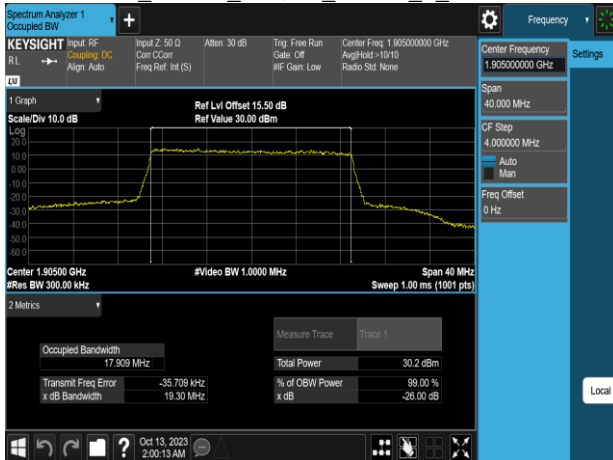 Spectrum Analyzer 1
Occupied BW
Frequency
KEYSIGHT Input: RF
R L Coupling: DC
Align: Auto
LXI
Input Z: 50 Ω
Corr CCorr
Freq Ref: Int (S)
Atten: 30 dB
Trig: Free Run
Gate: Off
#IF Gain: Low
Center Freq: 1.905000000 GHz
Avg|Hold>10/10
Radio Std: None
Center Frequency
1.905000000 GHz
Settings
Span
40.000 MHz
CF Step
4.000000 MHz
Auto
Man
Freq Offset
0 Hz
Local
1 Graph
Scale/Div 10.0 dB
Ref Lvl Offset 15.50 dB
Ref Value 30.00 dBm
Log
20.0
10.0
0.00
-10.0
-20.0
-30.0
-40.0
-50.0
-60.0
Center 1.90500 GHz
#Res BW 300.00 kHz
#Video BW 1.0000 MHz
Span 40 MHz
Sweep 1.00 ms (1001 pts)
2 Metrics
Measure Trace Trace 1
Occupied Bandwidth
17.909 MHz
Total Power 30.2 dBm
Transmit Freq Error -35.709 kHz
% of OBW Power 99.00 %
x dB Bandwidth 19.30 MHz
x dB -26.00 dB
?
Oct 13, 2023
2:00:13 AM